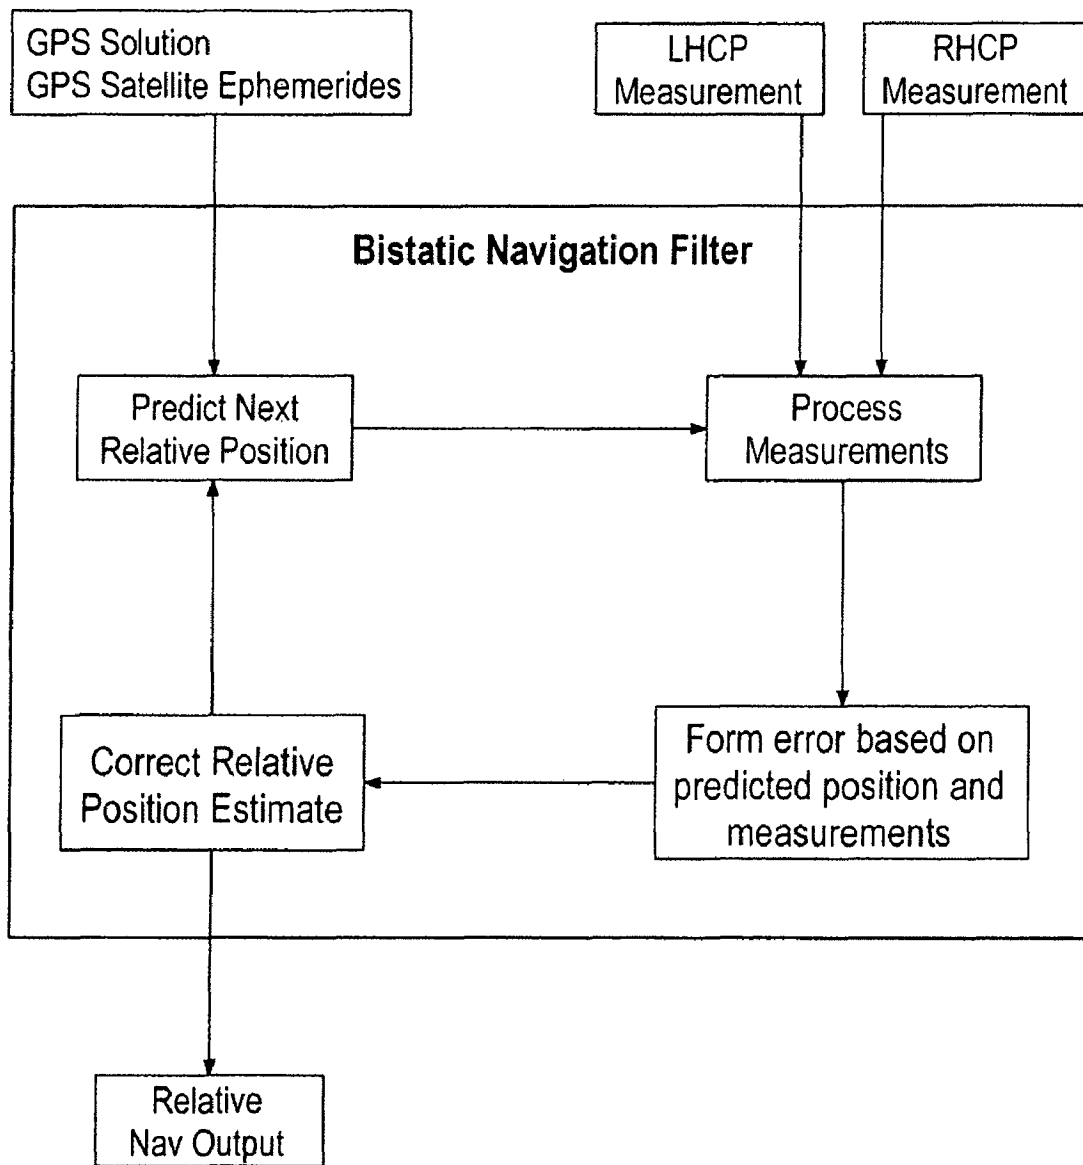 GPS Solution
GPS Satellite Ephemerides
LHCP
Measurement
RHCP
Measurement
Bistatic Navigation Filter
Predict Next
Relative Position
Process
Measurements
Correct Relative
Position Estimate
Form error based on
predicted position and
measurements
Relative
Nav Output